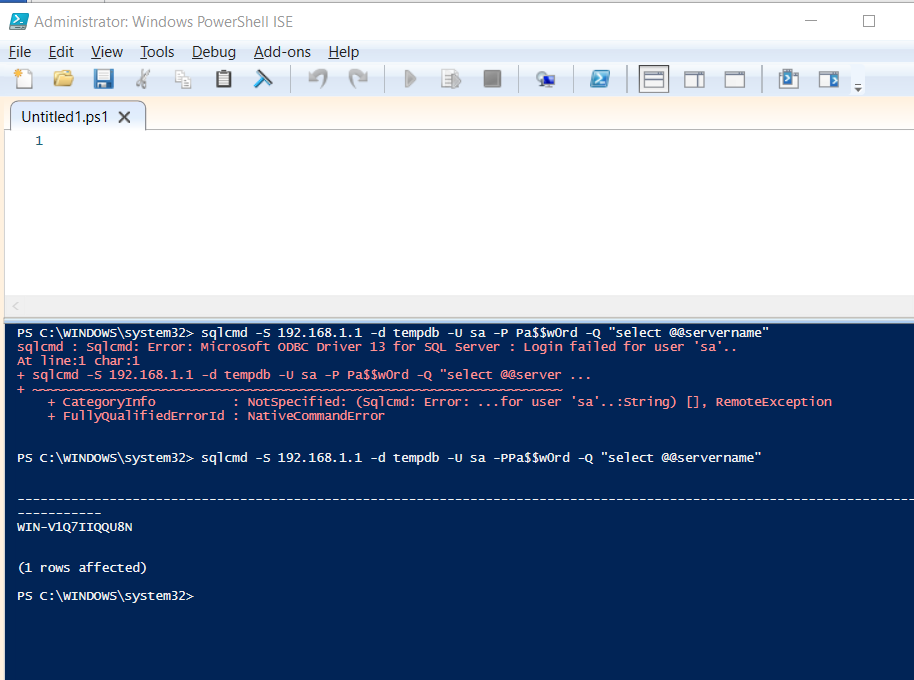 Administrator: Windows PowerShell ISE
File Edit View Tools Debug Add-ons Help
Untitled1.ps1
1
PS C:\WINDOWS\system32> sqlcmd -S 192.168.1.1 -d tempdb -U sa -P Pa$$w0rd -Q "select @@servername"
sqlcmd : Sqlcmd: Error: Microsoft ODBC Driver 13 for SQL Server : Login failed for user 'sa'..
At line:1 char:1
+ sqlcmd -S 192.168.1.1 -d tempdb -U sa -P Pa$$w0rd -Q "select @@server ...
+ ~~~~~~~~~~~~~~~~~~~~~~~~~~~~~~~~~~~~~~~~~~~~~~~~~~~~~~~~~~~~~~~~~~~~~
+ CategoryInfo : NotSpecified: (Sqlcmd: Error: ...for user 'sa'..:String) [], RemoteException
+ FullyQualifiedErrorId : NativeCommandError
PS C:\WINDOWS\system32> sqlcmd -S 192.168.1.1 -d tempdb -U sa -PPa$$w0rd -Q "select @@servername"
---------------------------------------------------------------------------------------------------------------------
-----------
WIN-V1Q7IIQQU8N
(1 rows affected)
PS C:\WINDOWS\system32>